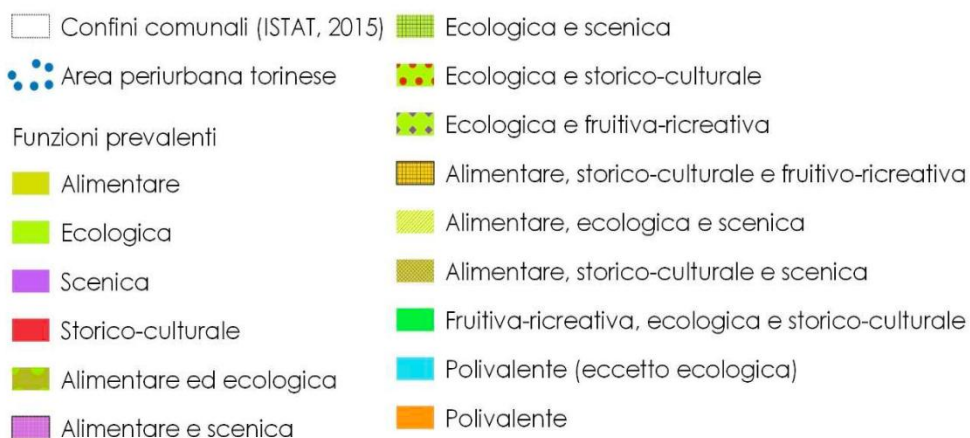 Confini comunali (ISTAT, 2015)
Area periurbana torinese
Funzioni prevalenti
Alimentare
Ecologica
Scenica
Storico-culturale
Alimentare ed ecologica
Alimentare e scenica
Ecologica e scenica
Ecologica e storico-culturale
Ecologica e fruitiva-ricreativa
Alimentare, storico-culturale e fruitivo-ricreativa
Alimentare, ecologica e scenica
Alimentare, storico-culturale e scenica
Fruitiva-ricreativa, ecologica e storico-culturale
Polivalente (eccetto ecologica)
Polivalente